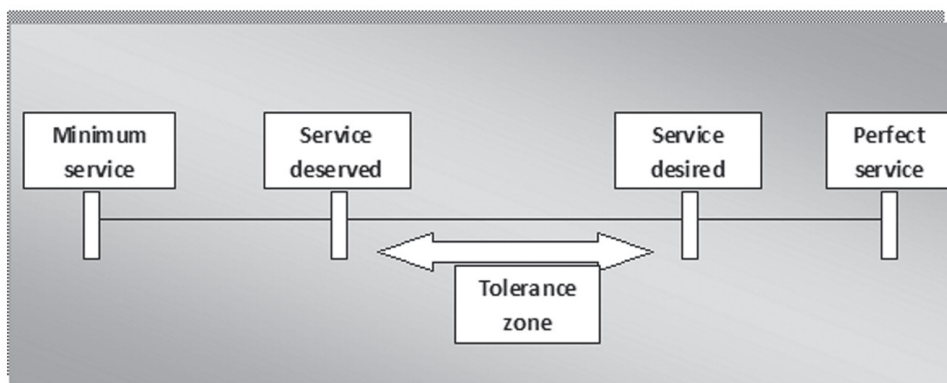 Minimum
service
Service
deserved
Service
desired
Perfect
service
Tolerance
zone